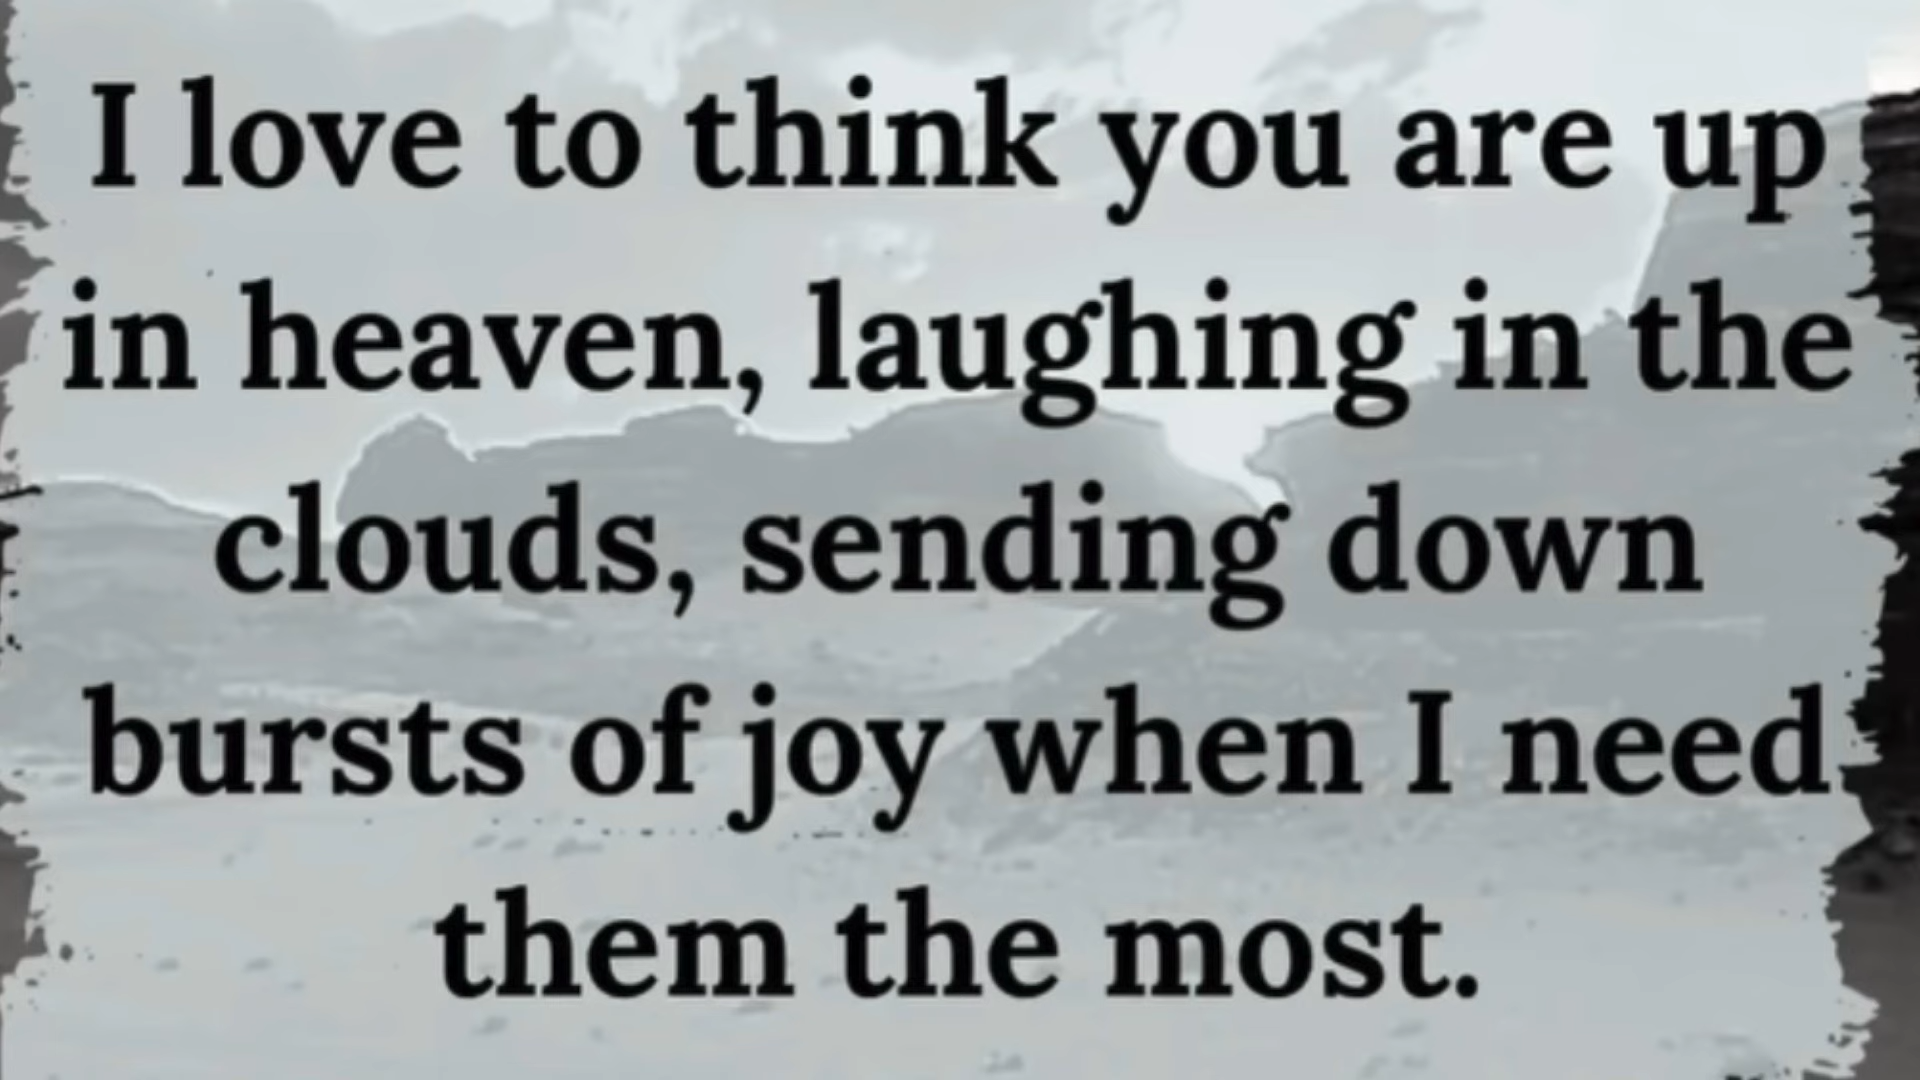 I love to think you are up
in heaven, laughing in the
clouds, sending down
bursts of joy when I need
them the most.